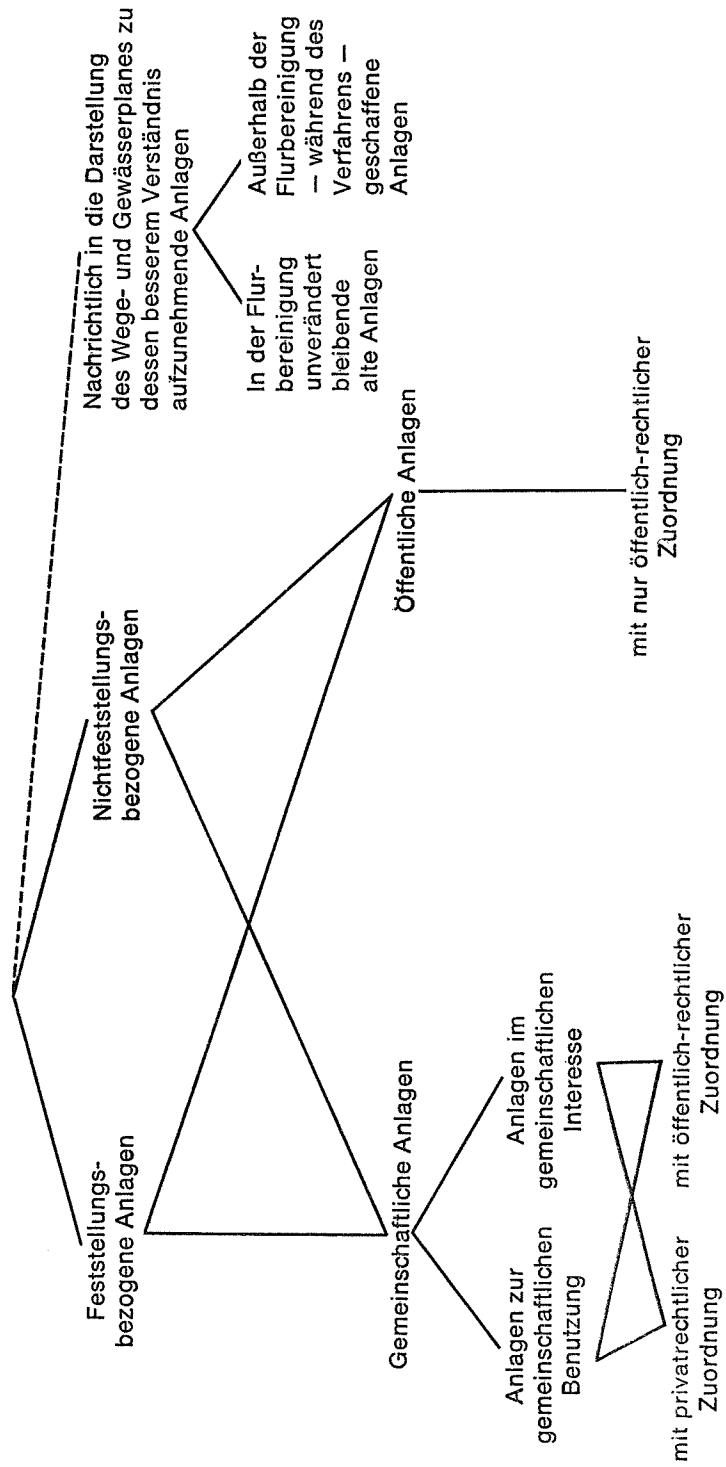 Feststellungs-
bezogene Anlagen
Nichtfeststellungs-
bezogene Anlagen
Nachrichtlich in die Darstellung
des Wege- und Gewässerplanes zu
dessen besserem Verständnis
aufzunehmende Anlagen
In der Flur-
bereinigung
unverändert
bleibende
alte Anlagen
Außerhalb der
Flurbereinigung
— während des
Verfahrens —
geschaffene
Anlagen
Gemeinschaftliche Anlagen
Öffentliche Anlagen
Anlagen zur
gemeinschaftlichen
Benutzung
Anlagen im
gemeinschaftlichen
Interesse
mit privatrechtlicher
Zuordnung
mit öffentlich-rechtlicher
Zuordnung
mit nur öffentlich-rechtlicher
Zuordnung